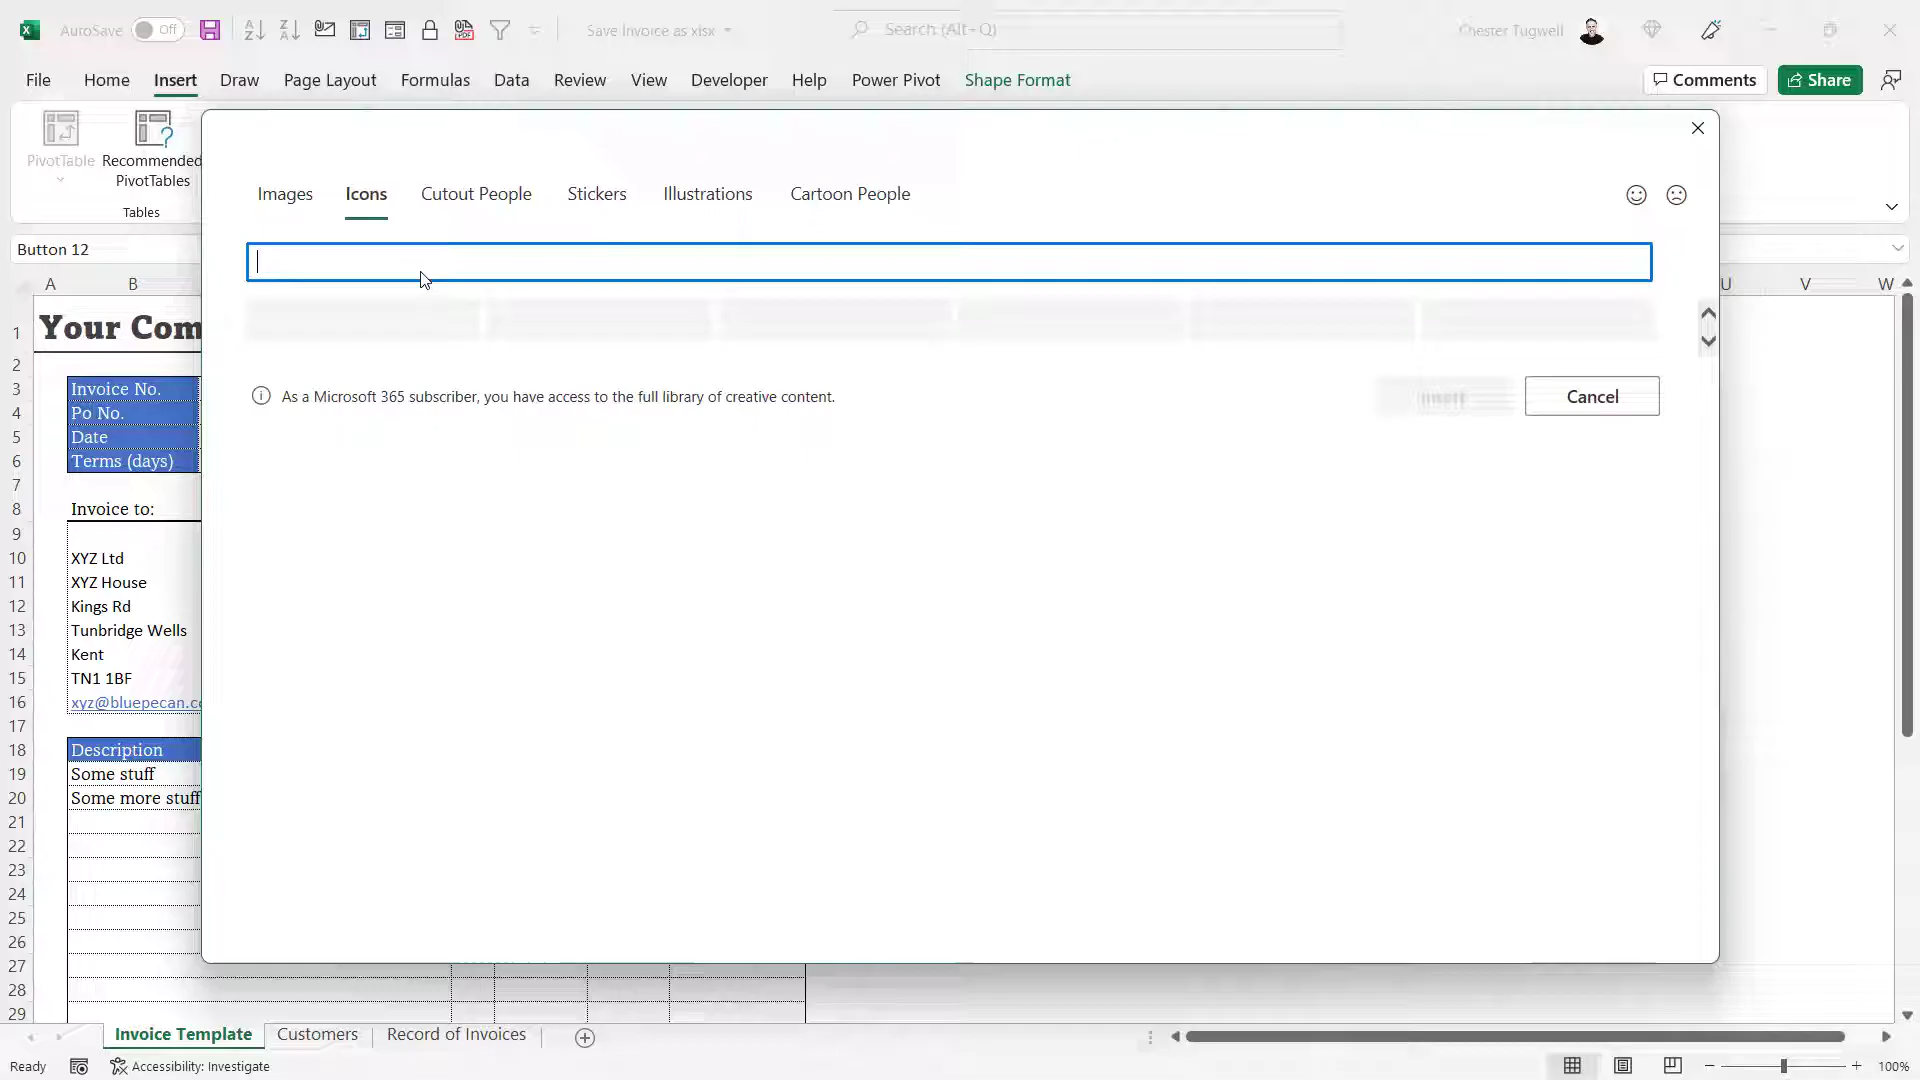 AutoSave Off Save Invoice as xlsx Search (Alt+Q) Chester Tugwell
File Home Insert Draw Page Layout Formulas Data Review View Developer Help Power Pivot Shape Format Comments Share
PivotTable
Recommended
PivotTables
Tables
Images Icons Cutout People Stickers Illustrations Cartoon People
Button 12
A B U V W
As a Microsoft 365 subscriber, you have access to the full library of creative content.
Insert Cancel
1 Your Com
2
3 Invoice No.
4 Po No.
5 Date
6 Terms (days)
7
8 Invoice to:
9
10 XYZ Ltd
11 XYZ House
12 Kings Rd
13 Tunbridge Wells
14 Kent
15 TN1 1BF
16 xyz@bluepecan.c
17
18 Description
19 Some stuff
20 Some more stuff
21
22
23
24
25
26
27
28
29
Invoice Template Customers Record of Invoices
Ready Accessibility: Investigate 100%